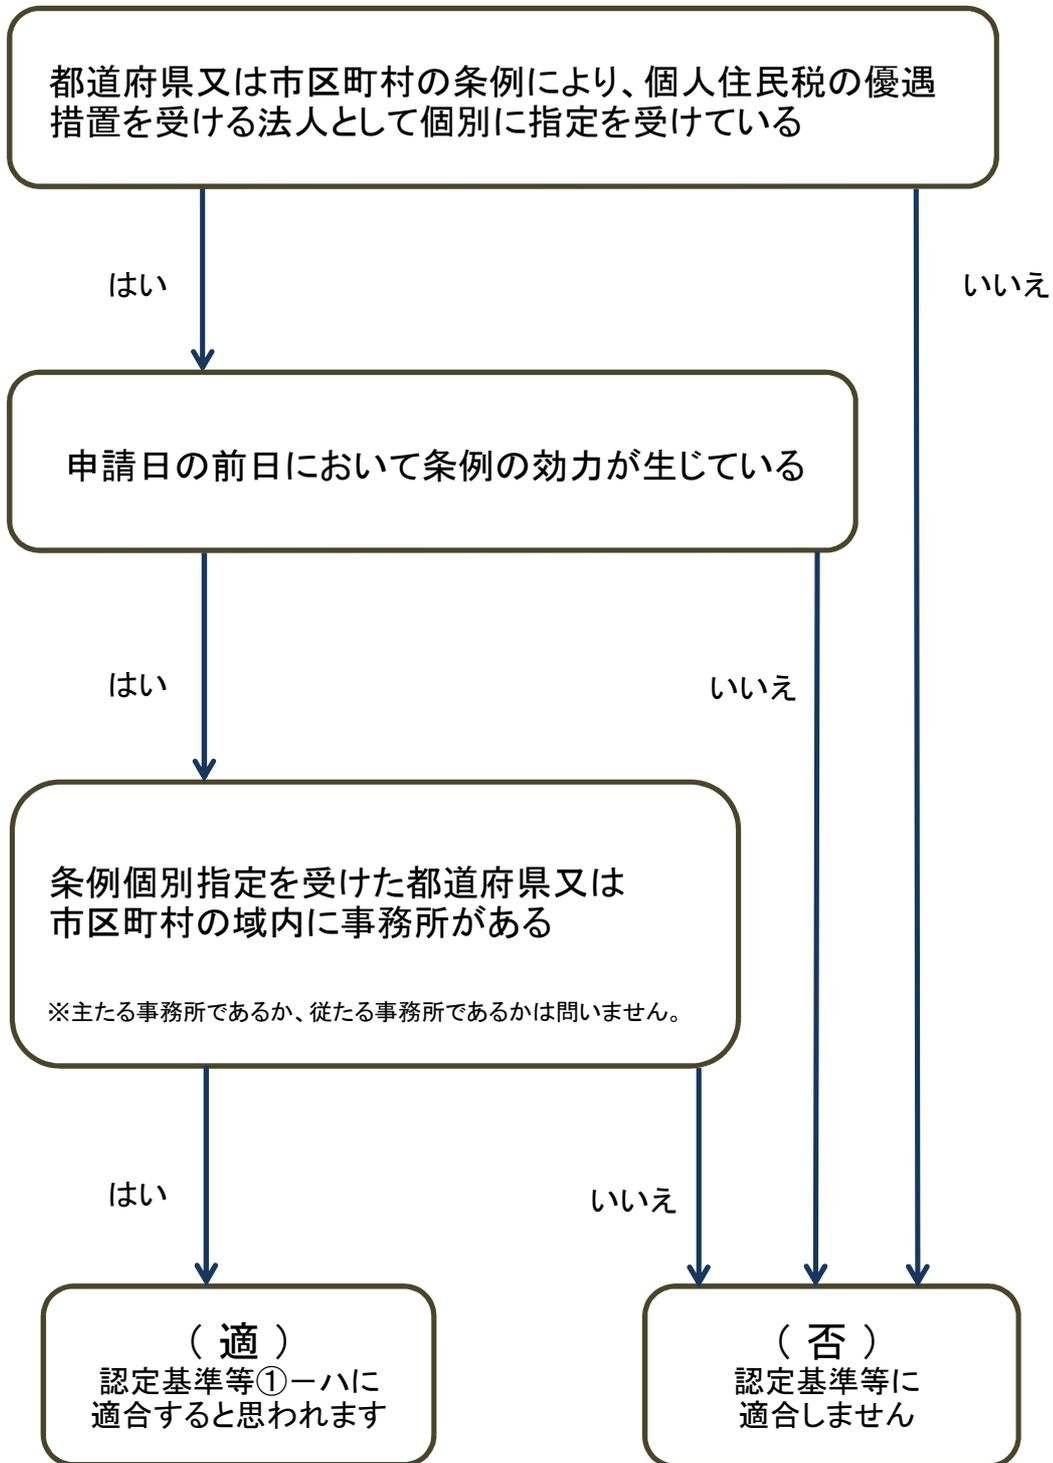 都道府県又は市区町村の条例により、個人住民税の優遇
措置を受ける法人として個別に指定を受けている
はい
いいえ
申請日の前日において条例の効力が生じている
はい
いいえ
条例個別指定を受けた都道府県又は
市区町村の域内に事務所がある
※主たる事務所であるか、従たる事務所であるかは問いません。
はい
いいえ
（ 適 ）
認定基準等①－ハに
適合すると思われます
（ 否 ）
認定基準等に
適合しません